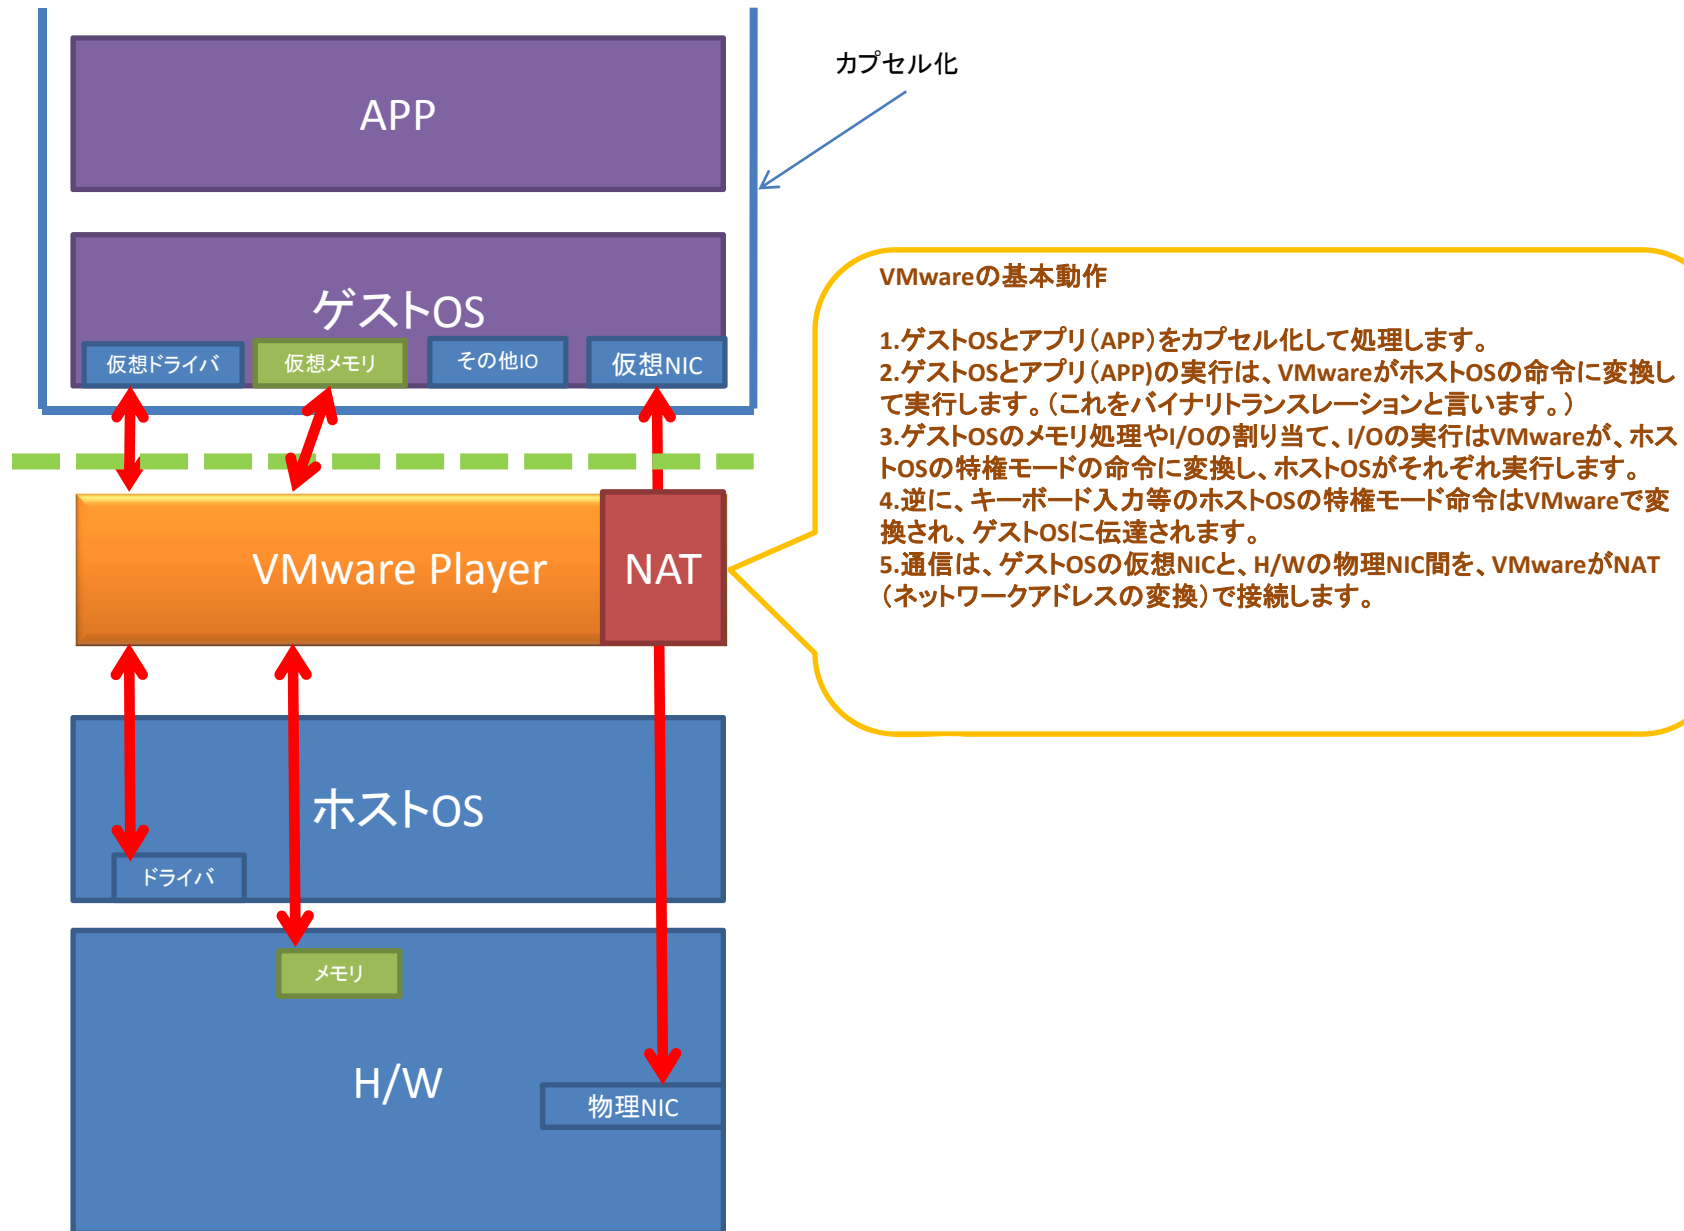 APP
カプセル化
ゲストOS
仮想ドライバ
仮想メモリ
その他IO
仮想NIC
VMware Player
NAT
VMwareの基本動作
1.ゲストOSとアプリ（APP）をカプセル化して処理します。
2.ゲストOSとアプリ（APP)の実行は、VMwareがホストOSの命令に変換し
て実行します。（これをバイナリトランスレーションと言います。）
3.ゲストOSのメモリ処理やI/Oの割り当て、I/Oの実行はVMwareが、ホス
トOSの特権モードの命令に変換し、ホストOSがそれぞれ実行します。
4.逆に、キーボード入力等のホストOSの特権モード命令はVMwareで変
換され、ゲストOSに伝達されます。
5.通信は、ゲストOSの仮想NICと、H/Wの物理NIC間を、VMwareがNAT
（ネットワークアドレスの変換）で接続します。
ホストOS
ドライバ
メモリ
H/W
物理NIC